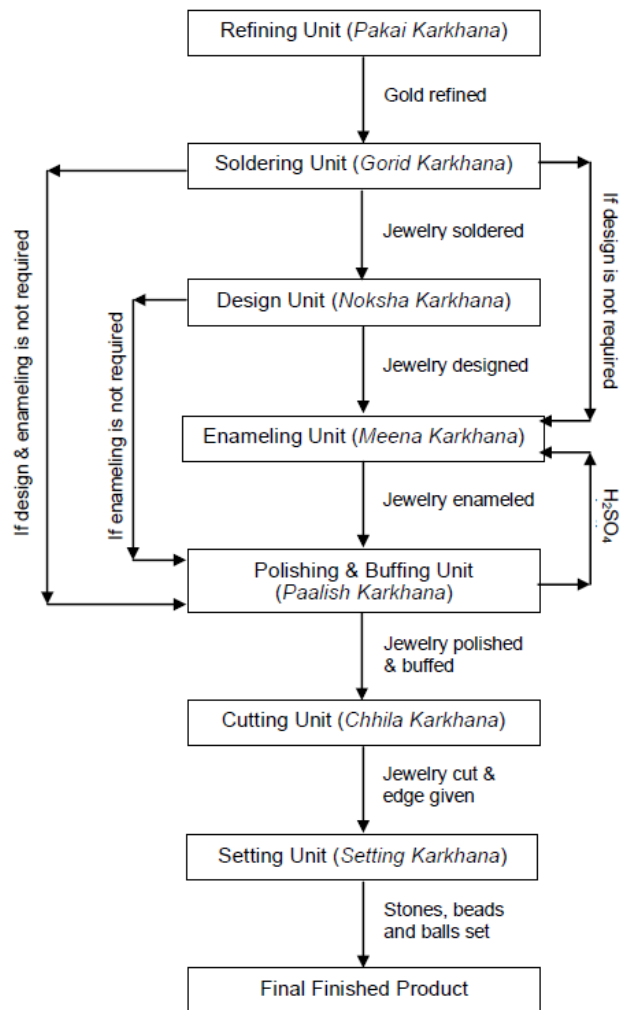 Refining Unit (Pakai Karkhana)
Gold refined
Soldering Unit (Gorid Karkhana)
If design & enameling is not required
If design is not required
Jewelry soldered
Design Unit (Noksha Karkhana)
If enameling is not required
Jewelry designed
Enameling Unit (Meena Karkhana)
Jewelry enameled
H₂SO₄
Polishing & Buffing Unit
(Paalish Karkhana)
Jewelry polished
& buffed
Cutting Unit (Chhila Karkhana)
Jewelry cut &
edge given
Setting Unit (Setting Karkhana)
Stones, beads
and balls set
Final Finished Product